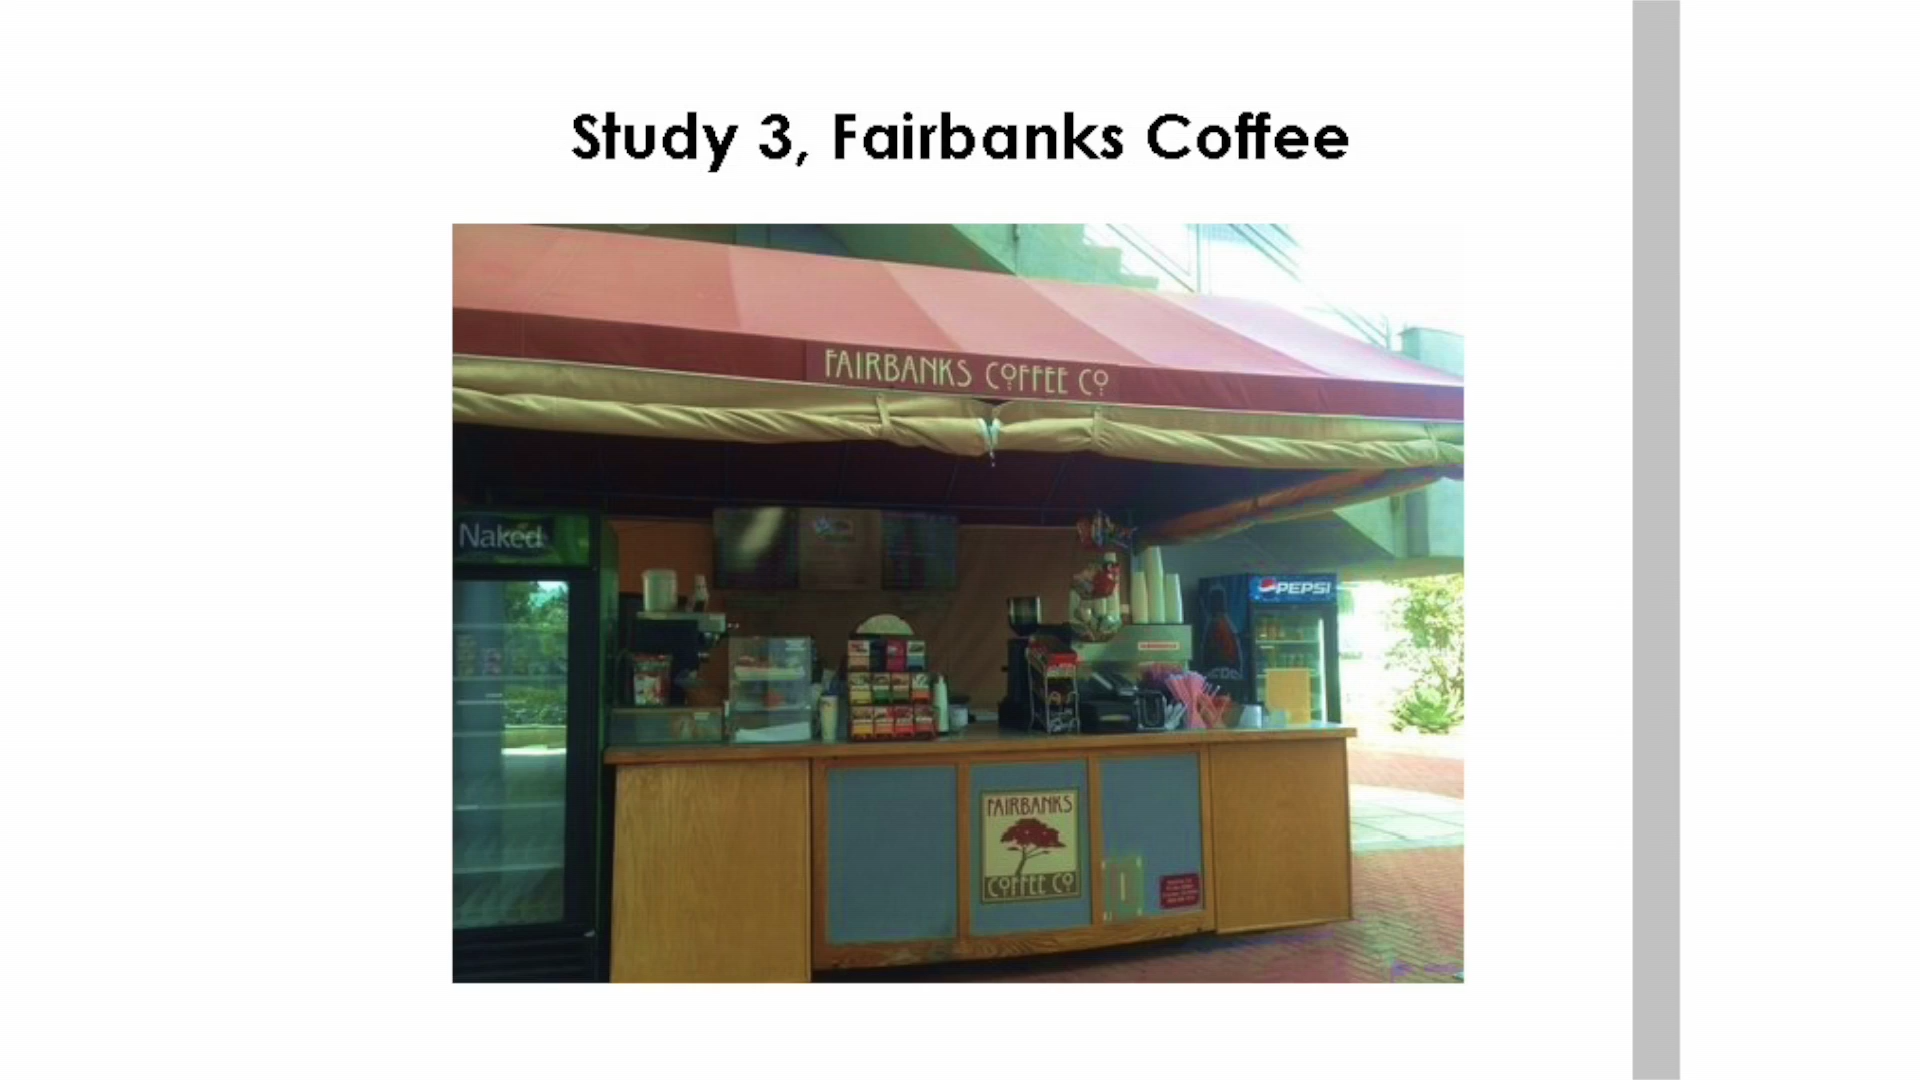 Study 3, Fairbanks Coffee
FAIRBANKS COFFEE CO
Naked
PEPSI
FAIRBANKS
COFFEE CO